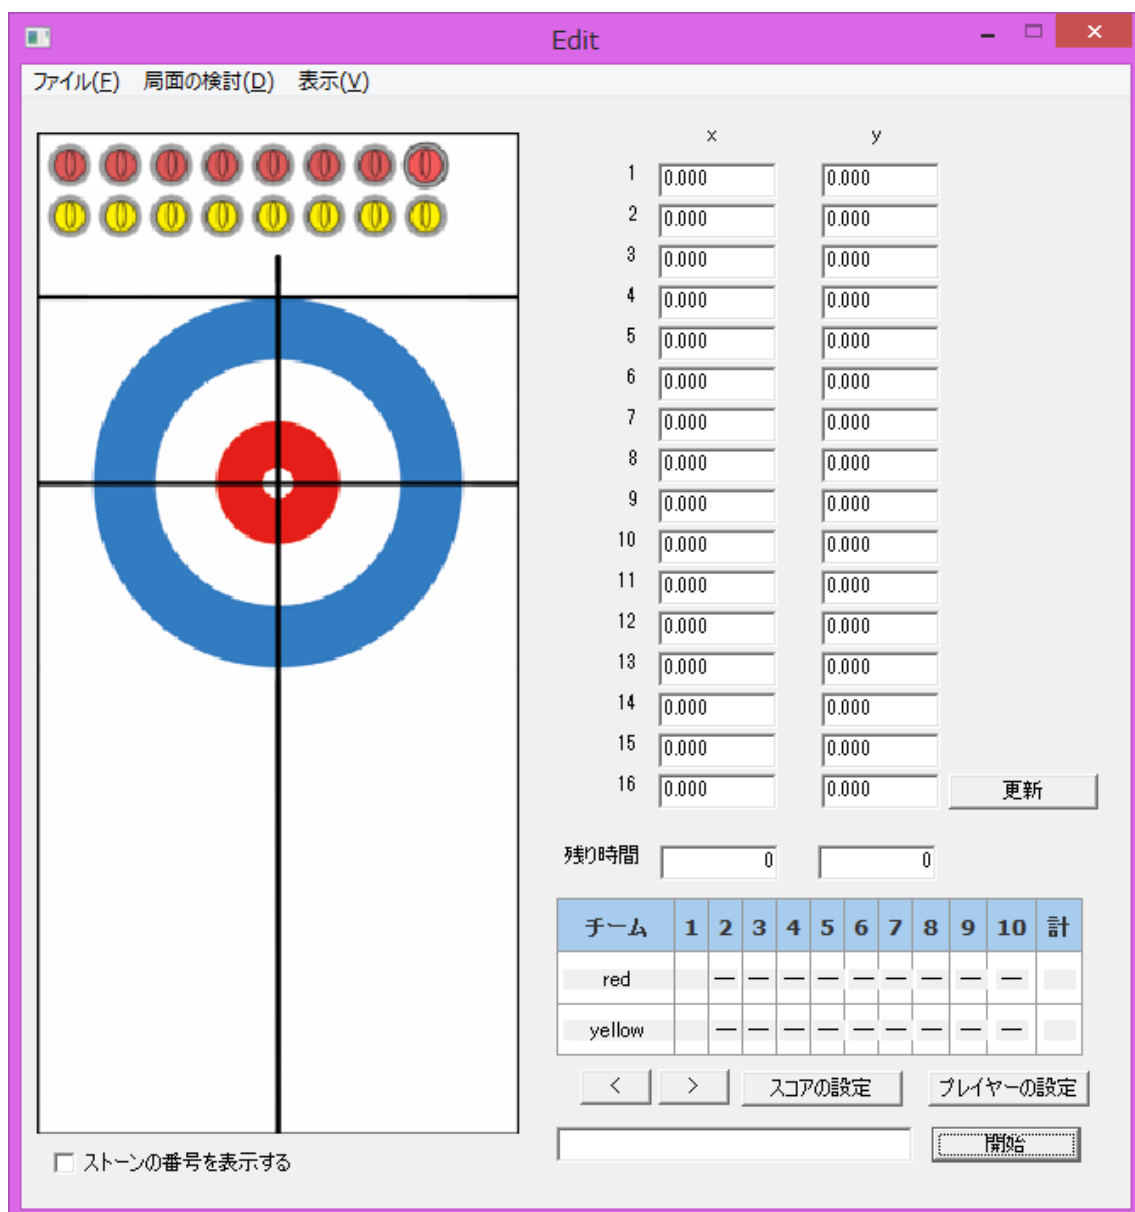 Edit
ファイル(F) 局面の検討(D) 表示(V)
x y
1 0.000 0.000
2 0.000 0.000
3 0.000 0.000
4 0.000 0.000
5 0.000 0.000
6 0.000 0.000
7 0.000 0.000
8 0.000 0.000
9 0.000 0.000
10 0.000 0.000
11 0.000 0.000
12 0.000 0.000
13 0.000 0.000
14 0.000 0.000
15 0.000 0.000
16 0.000 0.000 更新
残り時間 0 0
チーム 1 2 3 4 5 6 7 8 9 10 計
red — — — — — — — — —
yellow — — — — — — — — —
< > スコアの設定 プレイヤーの設定
開始
ストーンの番号を表示する